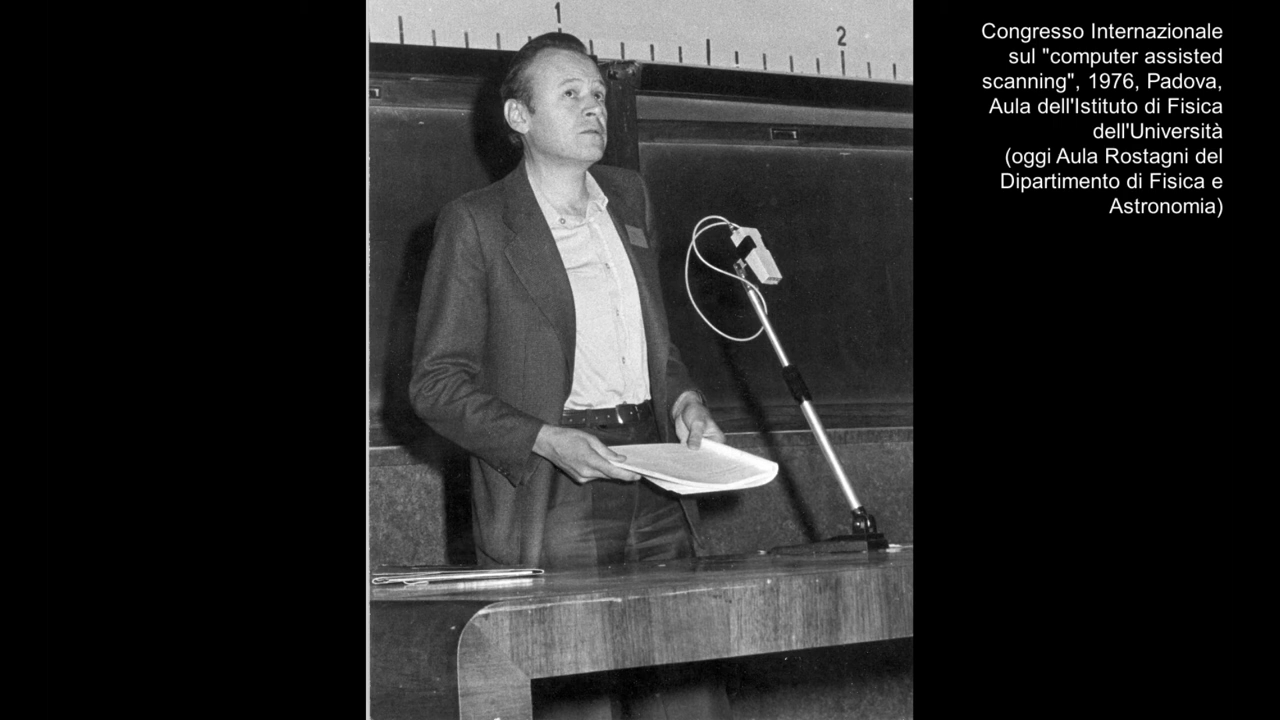 1
2
Congresso Internazionale
sul "computer assisted
scanning", 1976, Padova,
Aula dell'Istituto di Fisica
dell'Università
(oggi Aula Rostagni del
Dipartimento di Fisica e
Astronomia)